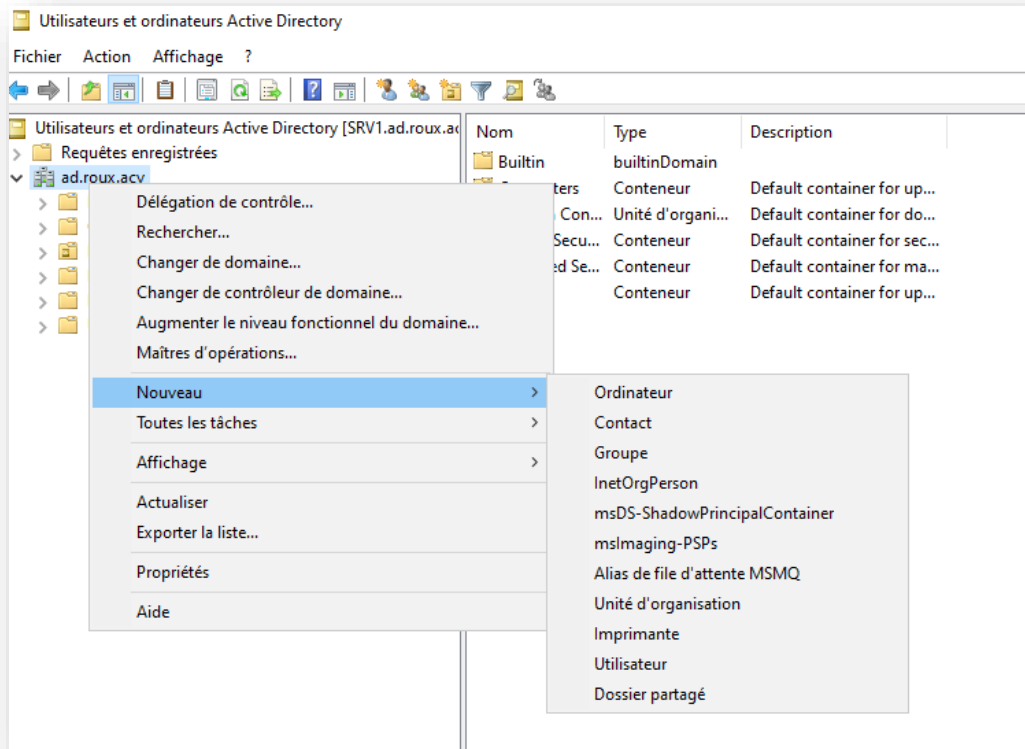 Utilisateurs et ordinateurs Active Directory
Fichier Action Affichage ?
Utilisateurs et ordinateurs Active Directory [SRV1.ad.roux.ac
Requêtes enregistrées
ad.roux.acy
Nom Type Description
Builtin builtinDomain
ters Conteneur Default container for up...
Con... Unité d'organi... Default container for do...
Secu... Conteneur Default container for sec...
ed Se... Conteneur Default container for ma...
Conteneur Default container for up...
Délégation de contrôle...
Rechercher...
Changer de domaine...
Changer de contrôleur de domaine...
Augmenter le niveau fonctionnel du domaine...
Maîtres d'opérations...
Nouveau
Toutes les tâches
Affichage
Actualiser
Exporter la liste...
Propriétés
Aide
Ordinateur
Contact
Groupe
InetOrgPerson
msDS-ShadowPrincipalContainer
msImaging-PSPs
Alias de file d'attente MSMQ
Unité d'organisation
Imprimante
Utilisateur
Dossier partagé